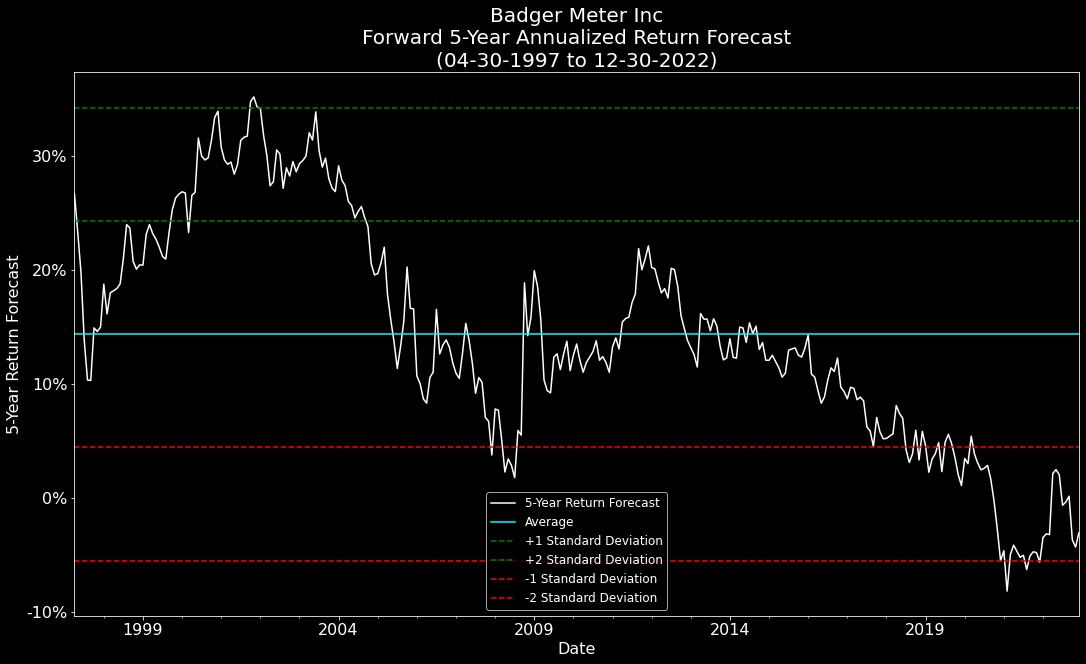 Badger Meter Inc
Forward 5-Year Annualized Return Forecast
(04-30-1997 to 12-30-2022)
30%
20%
10%
0%
-10%
5-Year Return Forecast
5-Year Return Forecast
Average
+1 Standard Deviation
+2 Standard Deviation
-1 Standard Deviation
-2 Standard Deviation
1999 2004 2009 2014 2019
Date